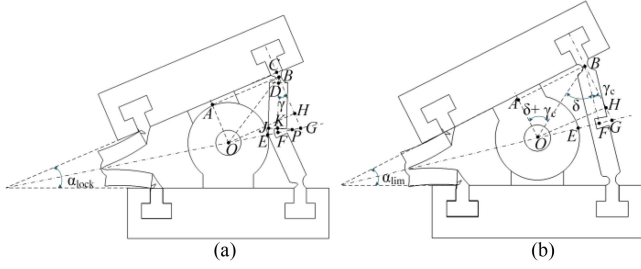 C
B
D
γ
A
H
J
K
E
F
P
G
O
α_lock
(a)
B
γ_c
δ
A
δ+ γ_c
H
E
F
G
O
α_lim
(b)